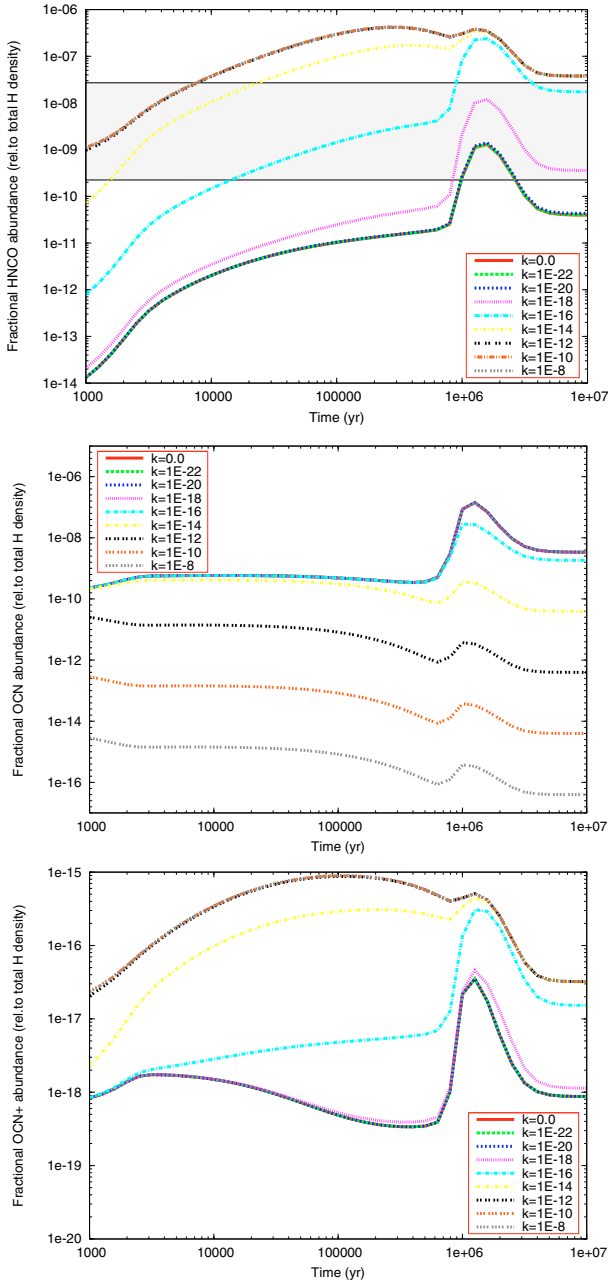 Fractional HNCO abundance (rel.to total H density)
1e-06
1e-07
1e-08
1e-09
1e-10
1e-11
1e-12
1e-13
1e-14
k=0.0
k=1E-22
k=1E-20
k=1E-18
k=1E-16
k=1E-14
k=1E-12
k=1E-10
k=1E-8
1000
10000
100000
1e+06
1e+07
Time (yr)
Fractional OCN abundance (rel.to total H density)
k=0.0
k=1E-22
k=1E-20
k=1E-18
k=1E-16
k=1E-14
k=1E-12
k=1E-10
k=1E-8
1e-06
1e-08
1e-10
1e-12
1e-14
1e-16
1000
10000
100000
1e+06
1e+07
Time (yr)
Fractional OCN+ abundance (rel.to total H density)
1e-15
1e-16
1e-17
1e-18
1e-19
1e-20
k=0.0
k=1E-22
k=1E-20
k=1E-18
k=1E-16
k=1E-14
k=1E-12
k=1E-10
k=1E-8
1000
10000
100000
1e+06
1e+07
Time (yr)